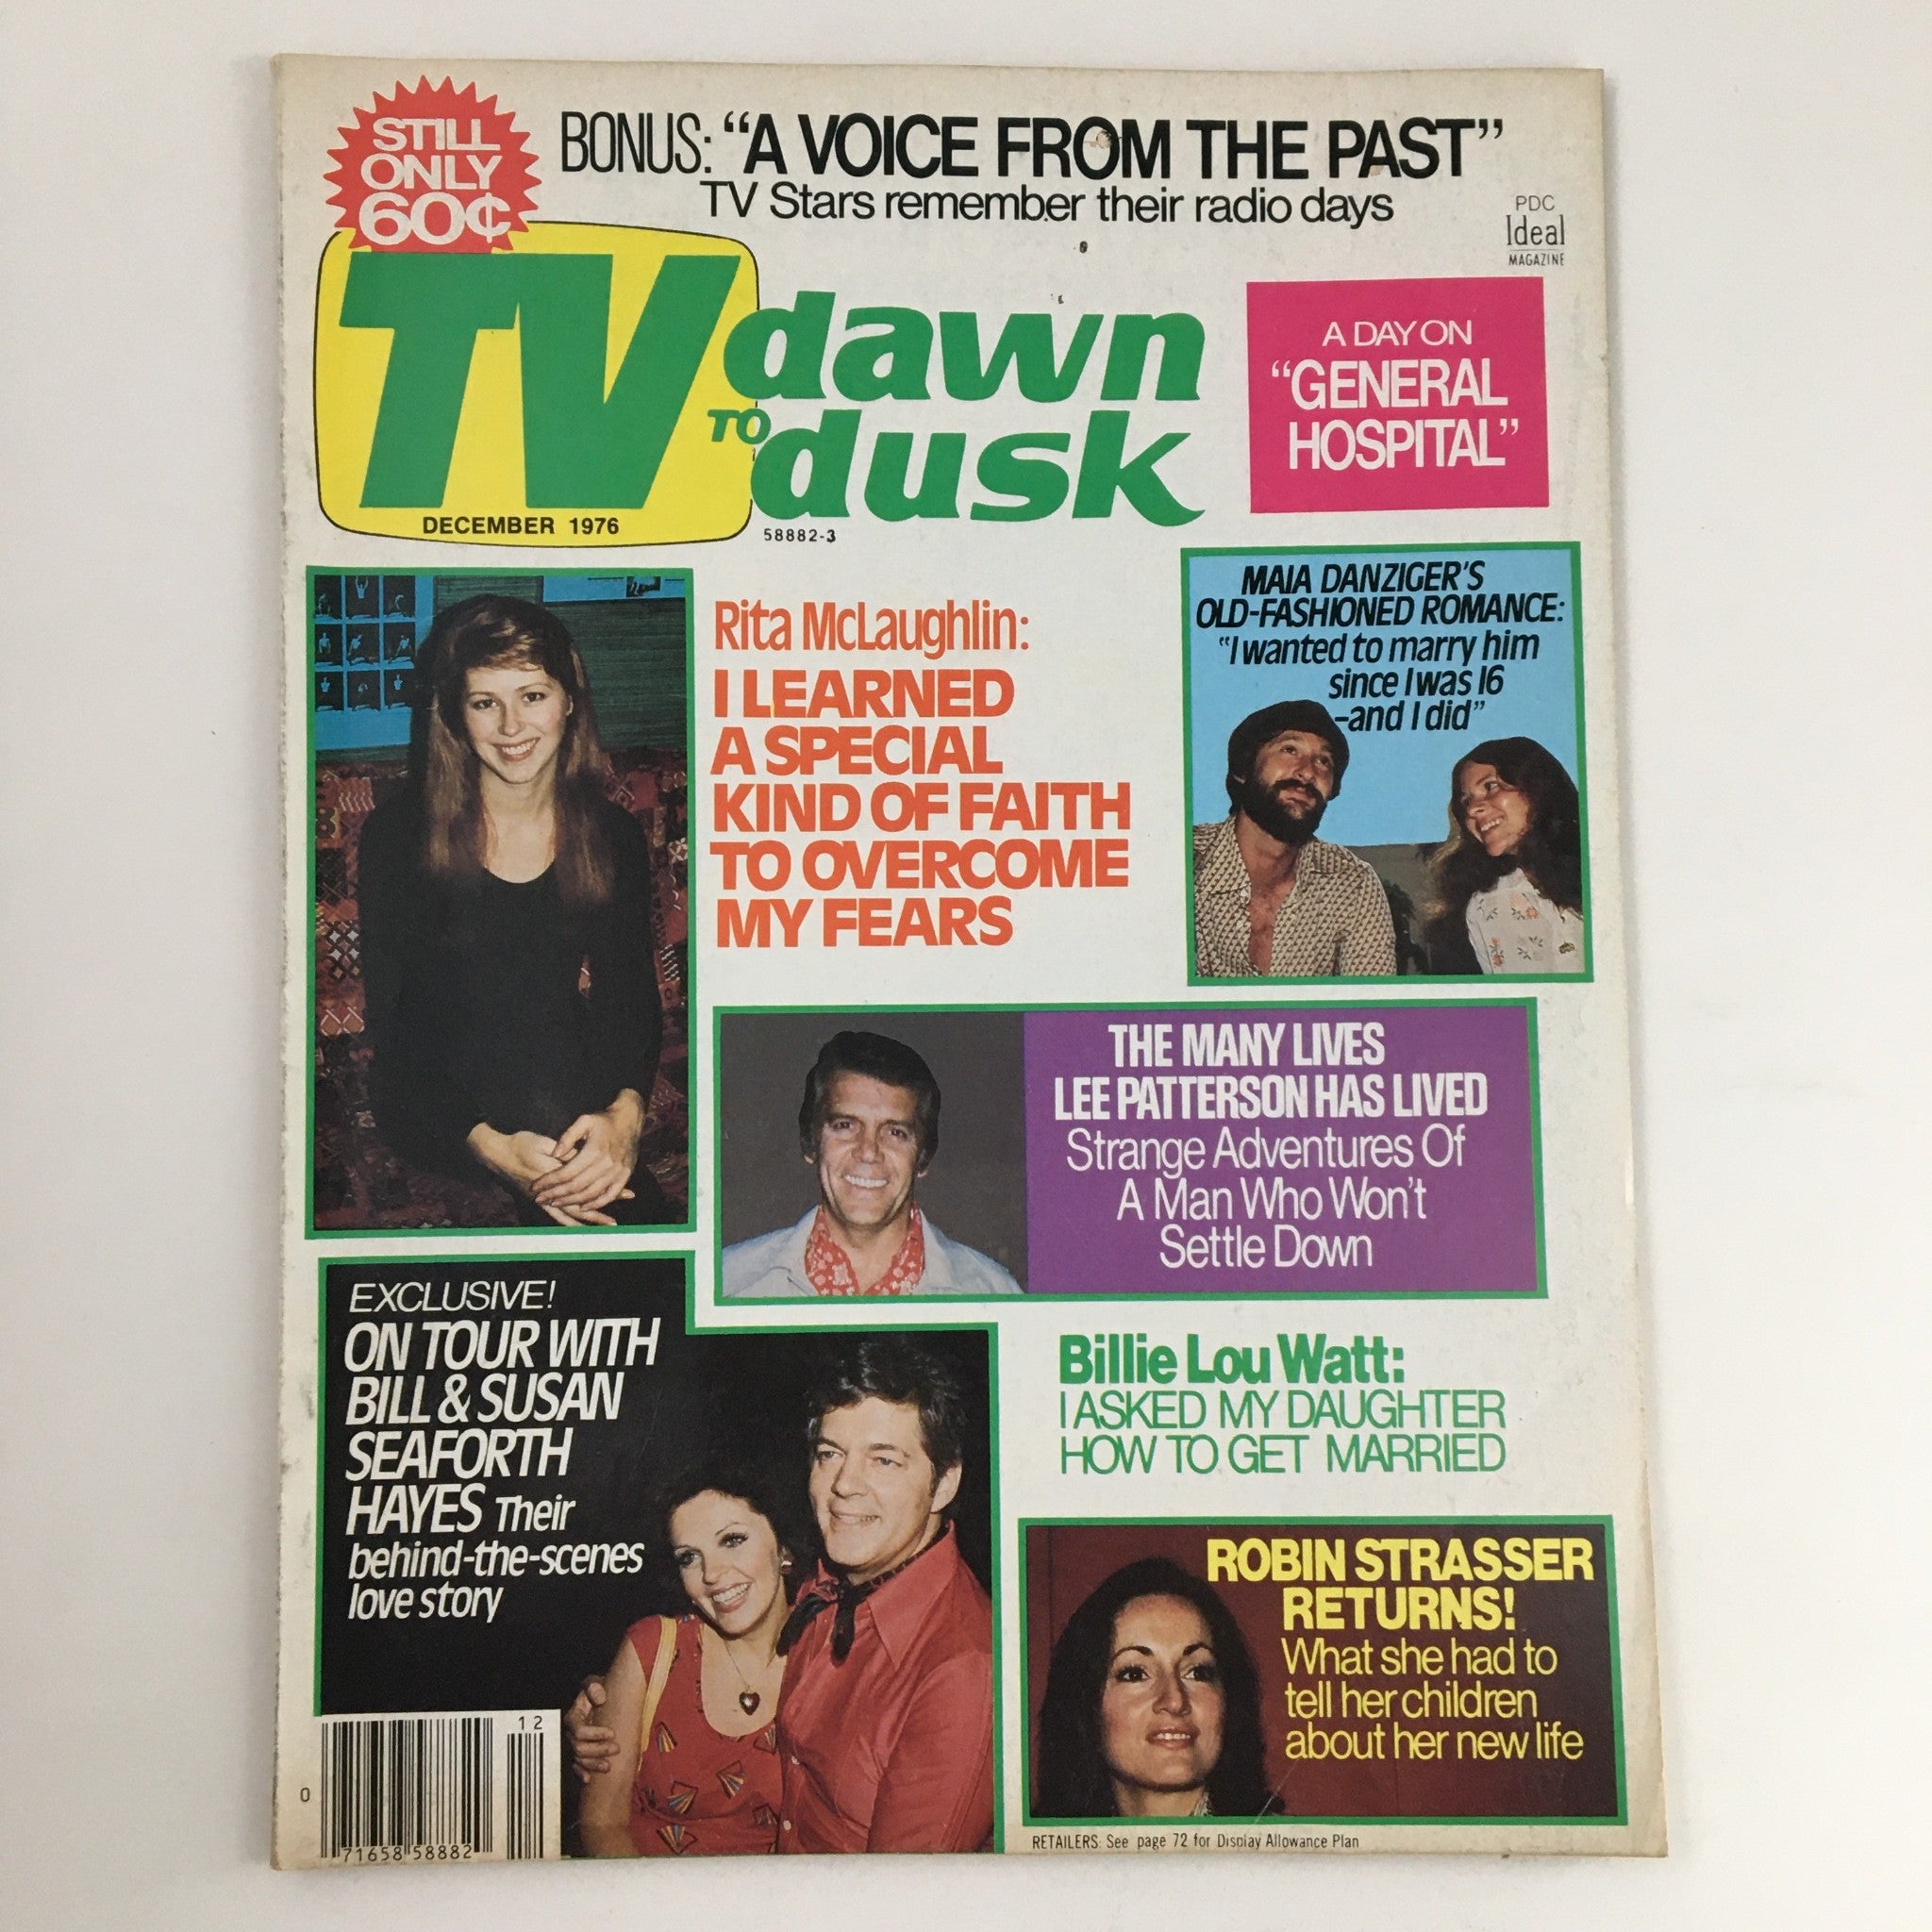 STILL
ONLY
60¢
BONUS: "A VOICE FROM THE PAST"
TV Stars remember their radio days
PDC
Ideal
MAGAZINE
TV dawn
TO
dusk
DECEMBER 1976
58882-3
A DAY ON
"GENERAL
HOSPITAL"
Rita McLaughlin:
I LEARNED
A SPECIAL
KIND OF FAITH
TO OVERCOME
MY FEARS
MAIA DANZIGER'S
OLD-FASHIONED ROMANCE:
"I wanted to marry him
since I was 16
-and I did"
THE MANY LIVES
LEE PATTERSON HAS LIVED
Strange Adventures Of
A Man Who Won't
Settle Down
EXCLUSIVE!
ON TOUR WITH
BILL & SUSAN
SEAFORTH
HAYES Their
behind-the-scenes
love story
Billie Lou Watt:
I ASKED MY DAUGHTER
HOW TO GET MARRIED
ROBIN STRASSER
RETURNS!
What she had to
tell her children
about her new life
12
0
71658 58882
RETAILERS: See page 72 for Display Allowance Plan